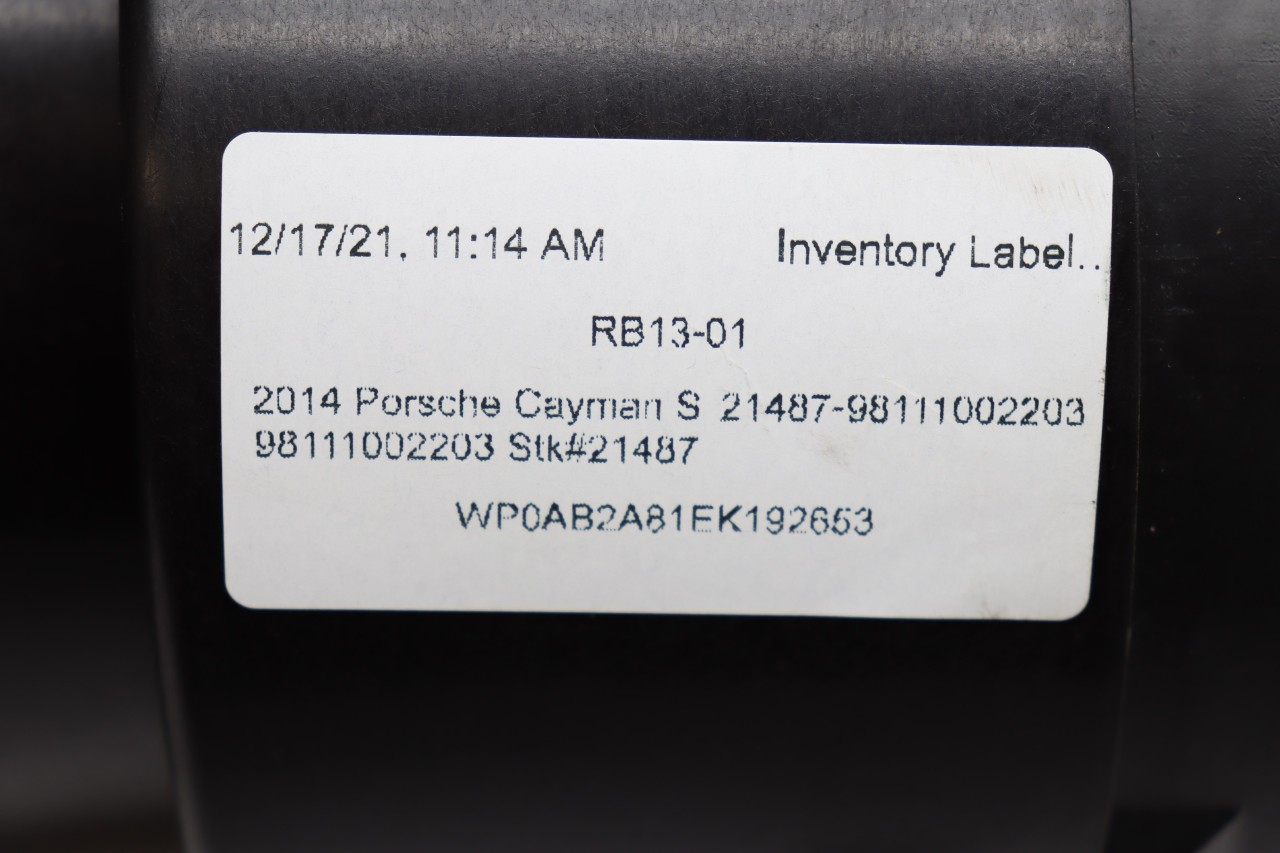 12/17/21, 11:14 AM Inventory Label..
RB13-01
2014 Porsche Cayman S 21487-98111002203
98111002203 Stk#21487
WP0AB2A81EK192653